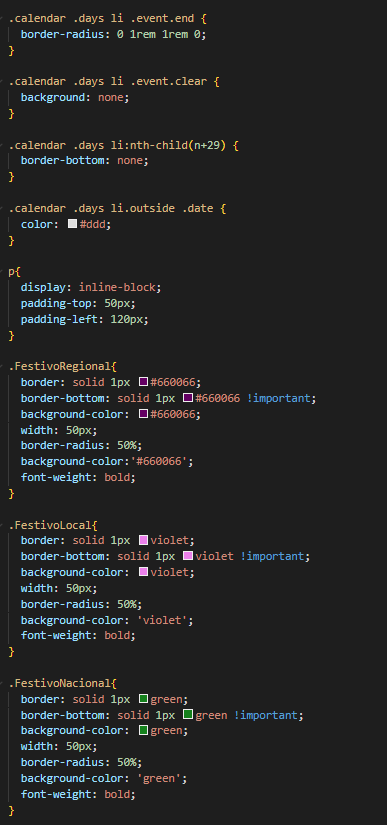 .calendar .days li .event.end {
border-radius: 0 1rem 1rem 0;
}
.calendar .days li .event.clear {
background: none;
}
.calendar .days li:nth-child(n+29) {
border-bottom: none;
}
.calendar .days li.outside .date {
color: #ddd;
}
p{
display: inline-block;
padding-top: 50px;
padding-left: 120px;
}
.FestivoRegional{
border: solid 1px #660066;
border-bottom: solid 1px #660066 !important;
background-color: #660066;
width: 50px;
border-radius: 50%;
background-color:'#660066';
font-weight: bold;
}
.FestivoLocal{
border: solid 1px violet;
border-bottom: solid 1px violet !important;
background-color: violet;
width: 50px;
border-radius: 50%;
background-color: 'violet';
font-weight: bold;
}
.FestivoNacional{
border: solid 1px green;
border-bottom: solid 1px green !important;
background-color: green;
width: 50px;
border-radius: 50%;
background-color: 'green';
font-weight: bold;
}